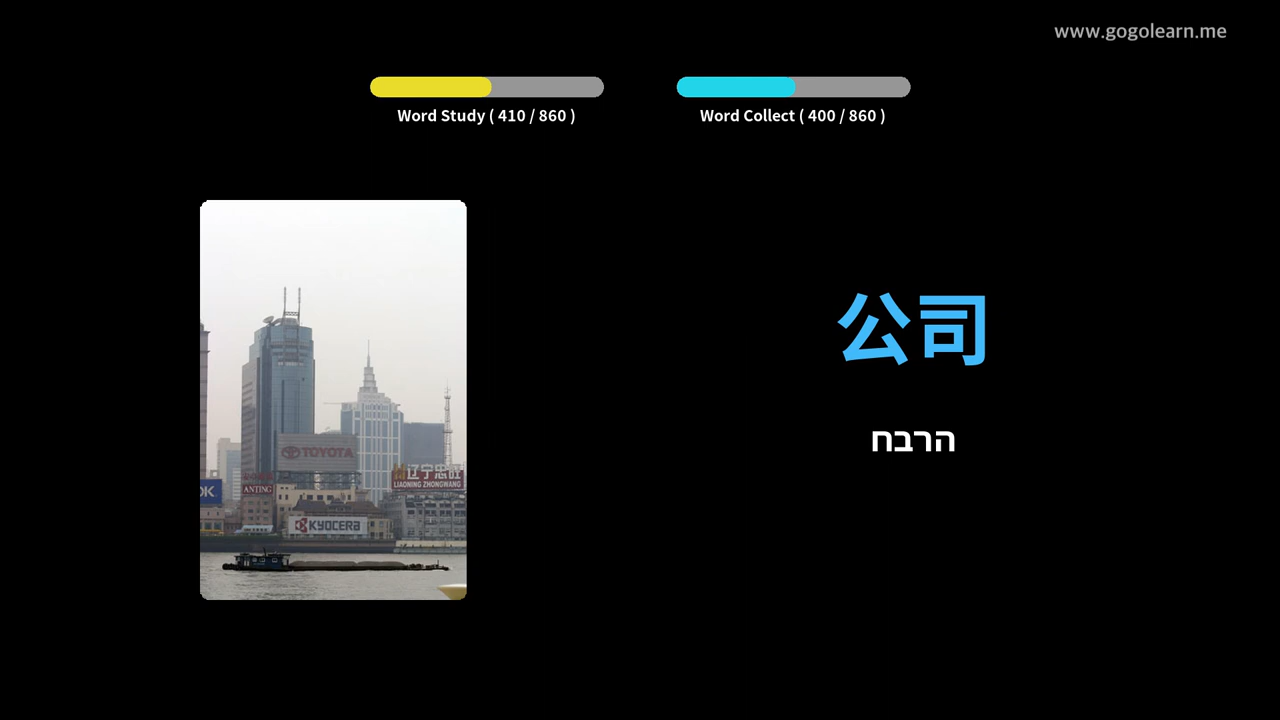 www.gogolearn.me
Word Study ( 410 / 860 )
Word Collect ( 400 / 860 )
公司
הרבח
TOYOTA
辽宁忠旺
LIAONING ZHONGWANG
OK
ANTING
KYOCERA